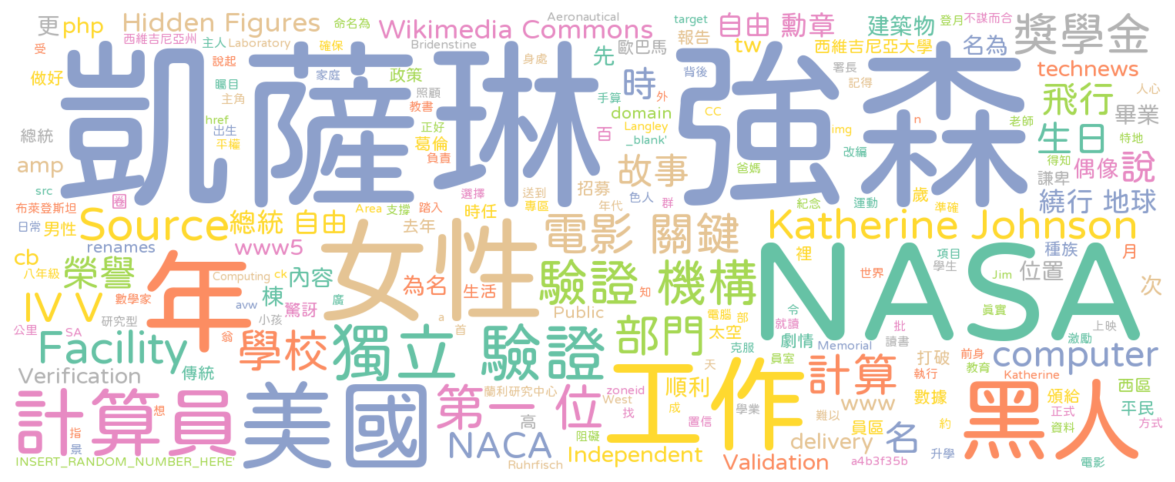 更 php Hidden Figures
命名為 Aeronautical
Wikimedia Commons
target 自由 勳章 建築物 登月 不謀而合 獎學金
西維吉尼亞州 主人 Laboratory 確保 Bridenstine 歐巴馬 報告 tw 西維吉尼亞大學 名為
受 說起 家庭 政策 身處 先 時 背後 署長 technews
做好 矚目 主角 照顧 教書 手算 外 記得 人心
凱薩琳 強森
飛行 畢業
總統 href 出生 正好 domain CC img n 老師 生日
平權 葛倫 負責 Langley 百 _blank' 改編 特地
amp 爸媽 故事 得知 偶像 說
src 圈 選擇 送到 招募 年代 謙卑
布萊登斯坦 Area 支撐 踏入 專區 色人 群 紀念 運動 準確 歲 繞行 地球
日常 男性 Source 總統 自由 時任 去年 電影 關鍵 Katherine Johnson
renames www5 女性 裡 種族 月
cb 榮譽 年 內容 為名 驗證 機構 NASA 項目 位置 次
八年級 Computing ck 棟 生活 知 世界 學生 Jim
IV V 數學家 avw 驚訝 廣 a Public 電腦 部 令 真實
公里 SA 研究型 小孩 首 部門 太空 就讀 批 上映
翁 學校 獨立 驗證 克服 劇情 Memorial 讀書 激勵
Facility 傳統 天 員室 打破 前身 computer
Verification 蘭利研究中心 zoneid 順利 計算 執行 教育 Katherine
計算員 美國 第一 位 West 找 工作 www 數據 頒給 西區 黑人
想 高 成 學業 約 正式 平民
指 NACA 阻礙 置信 難以 員區 名 資料 方式
景 Independent delivery 升學
INSERT_RANDOM_NUMBER_HERE' Ruhrfisch Validation a4b3f35b 電影